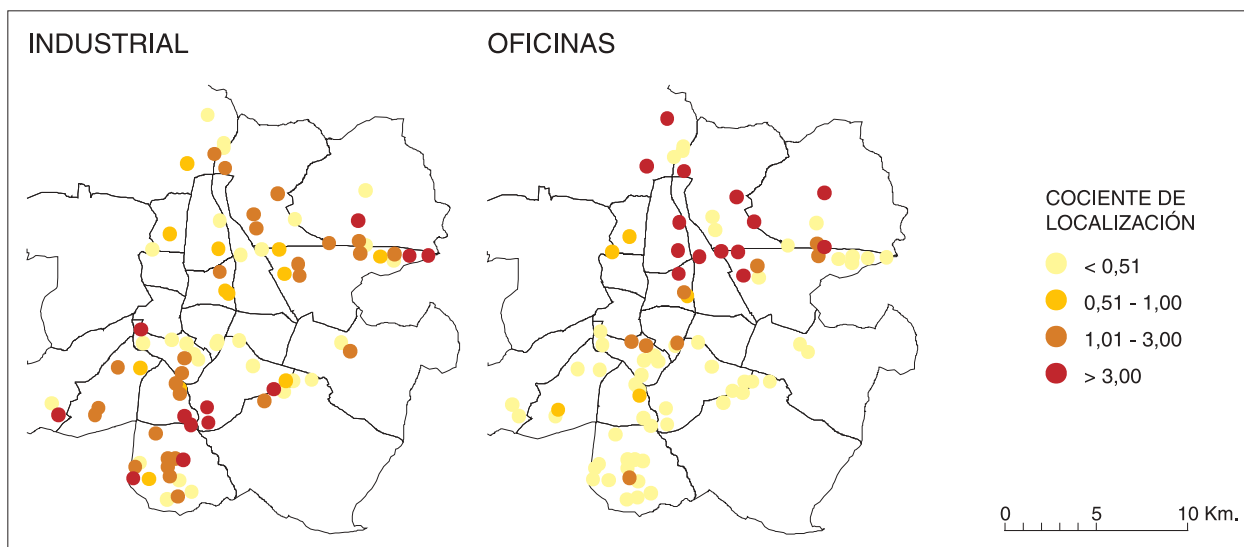 INDUSTRIAL
OFICINAS
COCIENTE DE
LOCALIZACIÓN
< 0,51
0,51 - 1,00
1,01 - 3,00
> 3,00
0 5 10 Km.